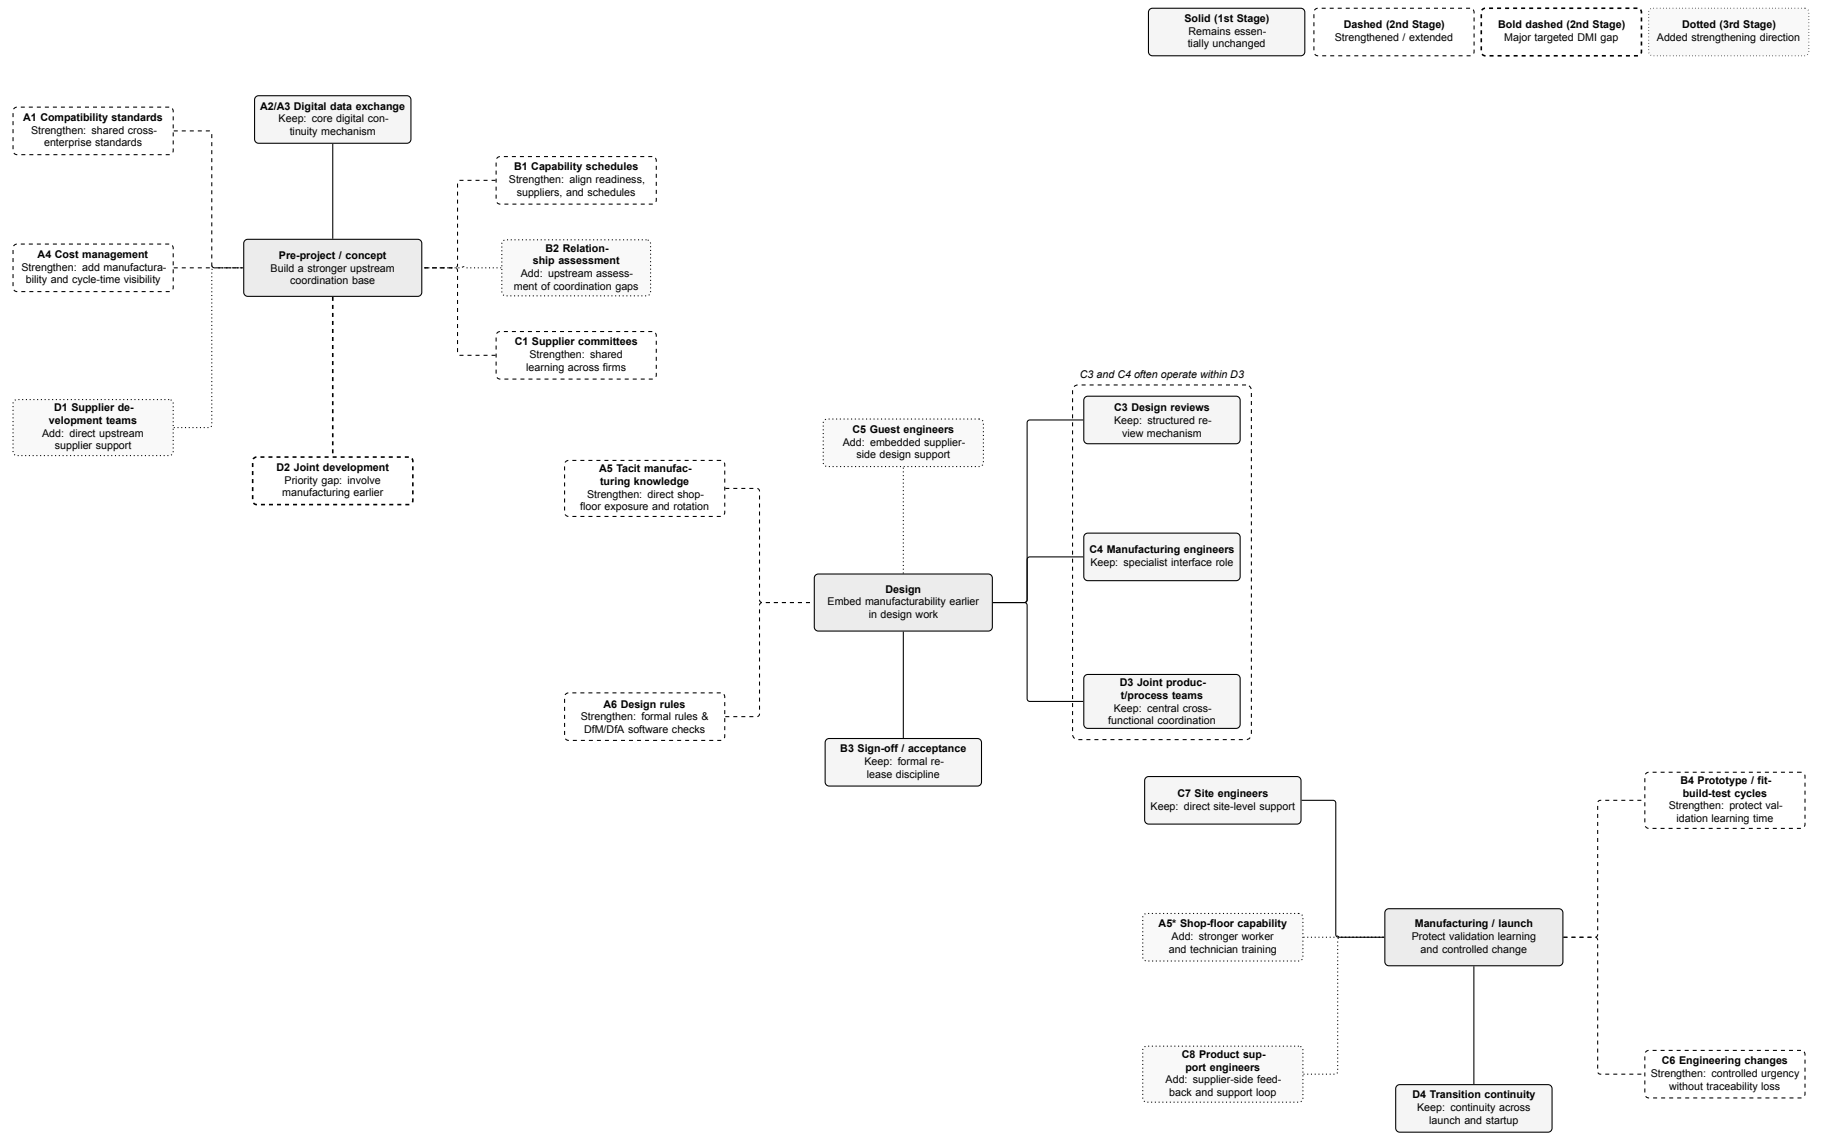 Solid (1st Stage)
Remains essen-
tially unchanged
Dashed (2nd Stage)
Strengthened / extended
Bold dashed (2nd Stage)
Major targeted DMI gap
Dotted (3rd Stage)
Added strengthening direction
A1 Compatibility standards
Strengthen: shared cross-
enterprise standards
A2/A3 Digital data exchange
Keep: core digital con-
tinuity mechanism
B1 Capability schedules
Strengthen: align readiness,
suppliers, and schedules
A4 Cost management
Strengthen: add manufactura-
bility and cycle-time visibility
Pre-project / concept
Build a stronger upstream
coordination base
B2 Relation-
ship assessment
Add: upstream assess-
ment of coordination gaps
C1 Supplier committees
Strengthen: shared
learning across firms
D1 Supplier de-
velopment teams
Add: direct upstream
supplier support
D2 Joint development
Priority gap: involve
manufacturing earlier
C3 and C4 often operate within D3
C3 Design reviews
Keep: structured re-
view mechanism
C5 Guest engineers
Add: embedded supplier-
side design support
A5 Tacit manufac-
turing knowledge
Strengthen: direct shop-
floor exposure and rotation
C4 Manufacturing engineers
Keep: specialist interface role
Design
Embed manufacturability earlier
in design work
A6 Design rules
Strengthen: formal rules &
DfM/DfA software checks
D3 Joint produc-
t/process teams
Keep: central cross-
functional coordination
B3 Sign-off / acceptance
Keep: formal re-
lease discipline
C7 Site engineers
Keep: direct site-level support
B4 Prototype / fit-
build-test cycles
Strengthen: protect val-
idation learning time
A5* Shop-floor capability
Add: stronger worker
and technician training
Manufacturing / launch
Protect validation learning
and controlled change
C8 Product sup-
port engineers
Add: supplier-side feed-
back and support loop
D4 Transition continuity
Keep: continuity across
launch and startup
C6 Engineering changes
Strengthen: controlled urgency
without traceability loss